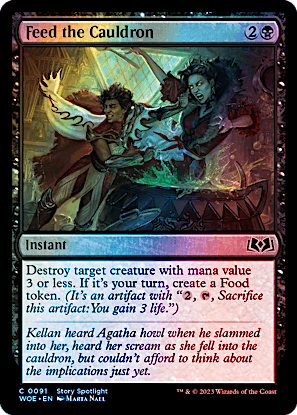 Feed the Cauldron 2
Instant
Destroy target creature with mana value
3 or less. If it's your turn, create a Food
token. (It's an artifact with "2, , Sacrifice
this artifact: You gain 3 life.")
Kellan heard Agatha howl when he slammed
into her, heard her scream as she fell into the
cauldron, but couldn't afford to think about
the implications just yet.
C 0091 Story Spotlight
WOE • EN Marta Nael
™ & © 2023 Wizards of the Coast